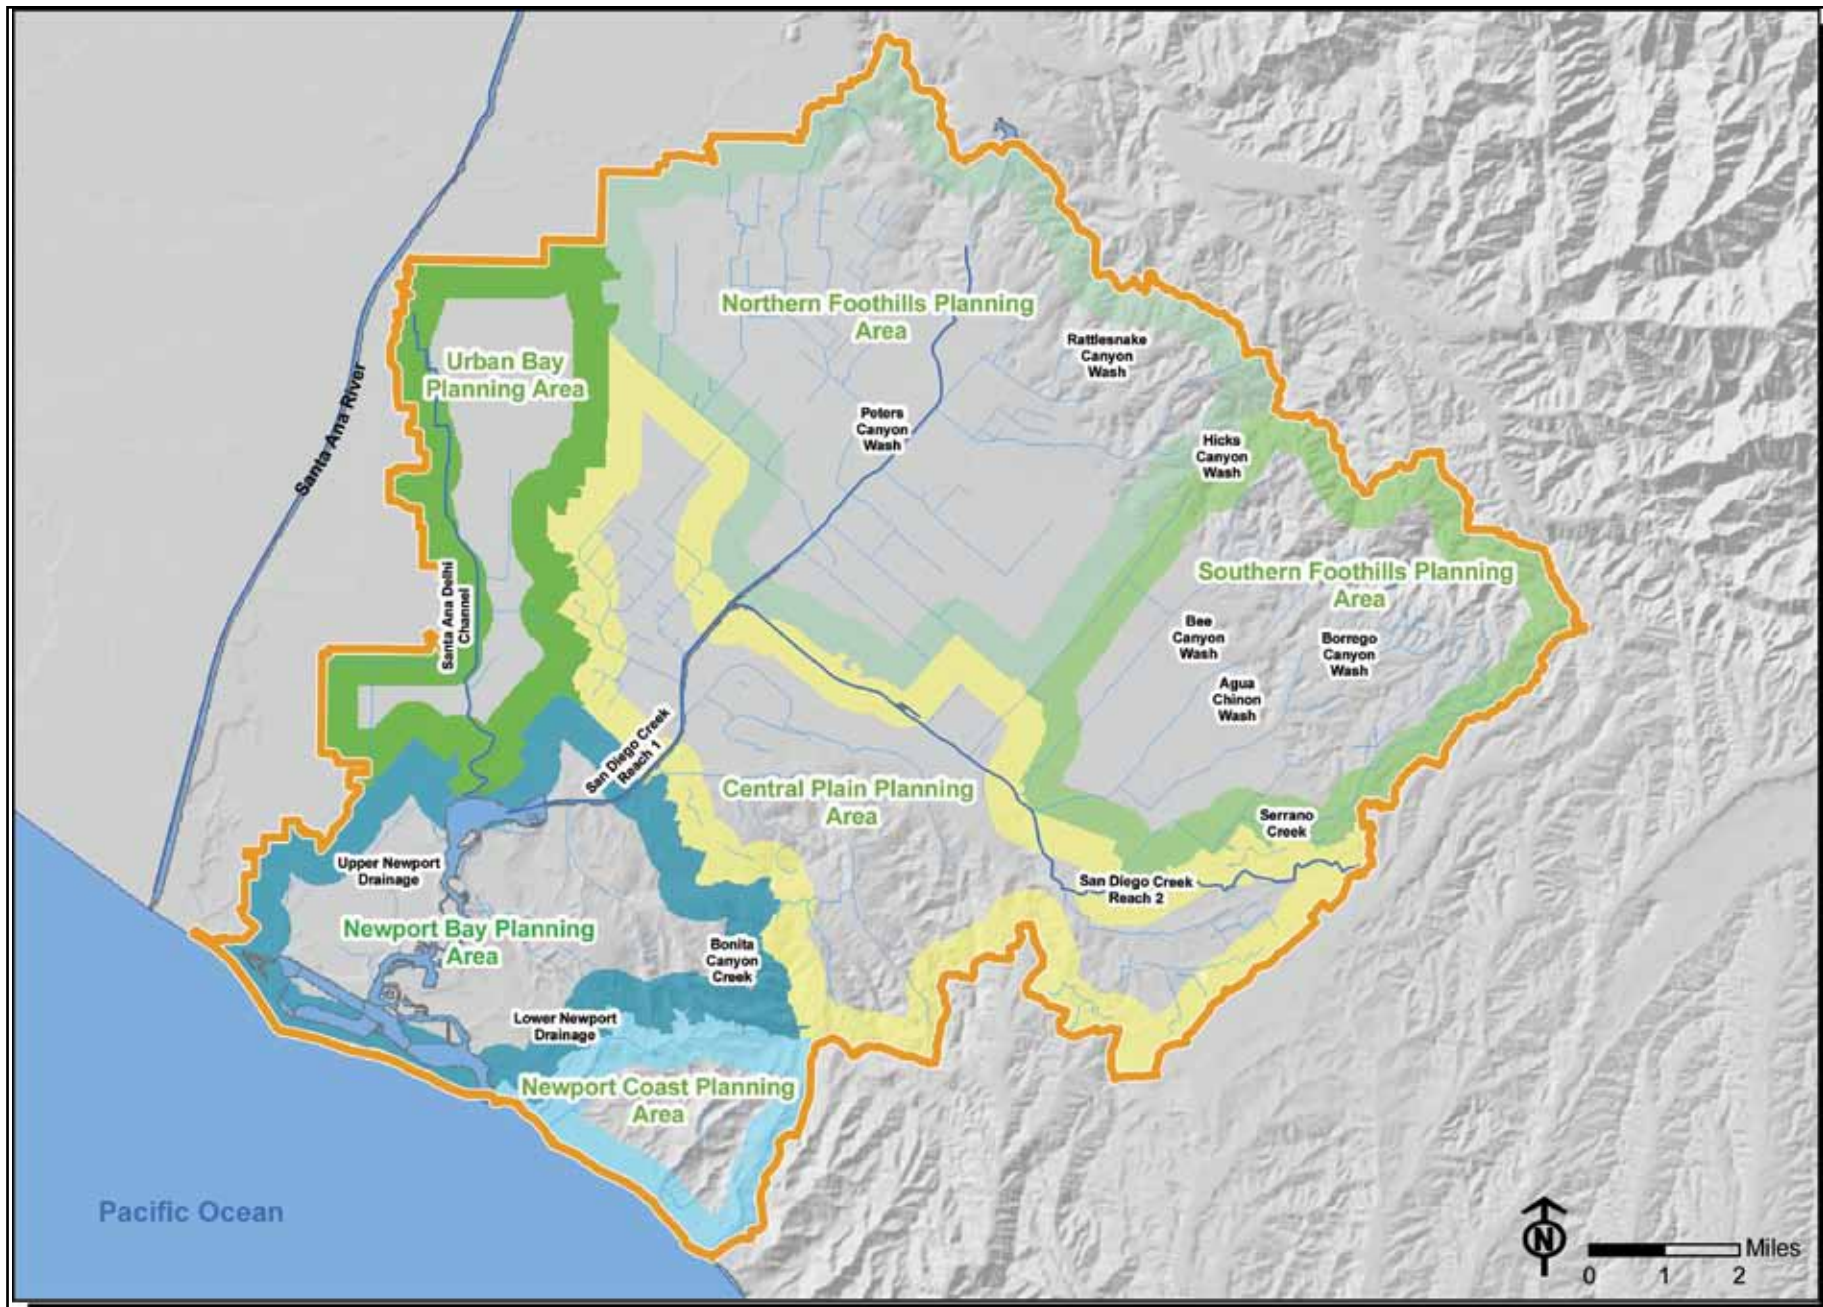 Northern Foothills Planning
Area
Rattlesnake
Canyon
Wash
Urban Bay
Planning Area
Santa Ana River
Peters
Canyon
Wash
Hicks
Canyon
Wash
Southern Foothills Planning
Area
Santa Ana Delhi
Channel
Bee
Canyon
Wash
Borrego
Canyon
Wash
Agua
Chinon
Wash
San Diego Creek
Reach 1
Central Plain Planning
Area
Serrano
Creek
Upper Newport
Drainage
San Diego Creek
Reach 2
Newport Bay Planning
Area
Bonita
Canyon
Creek
Lower Newport
Drainage
Newport Coast Planning
Area
Pacific Ocean
N
Miles
0 1 2